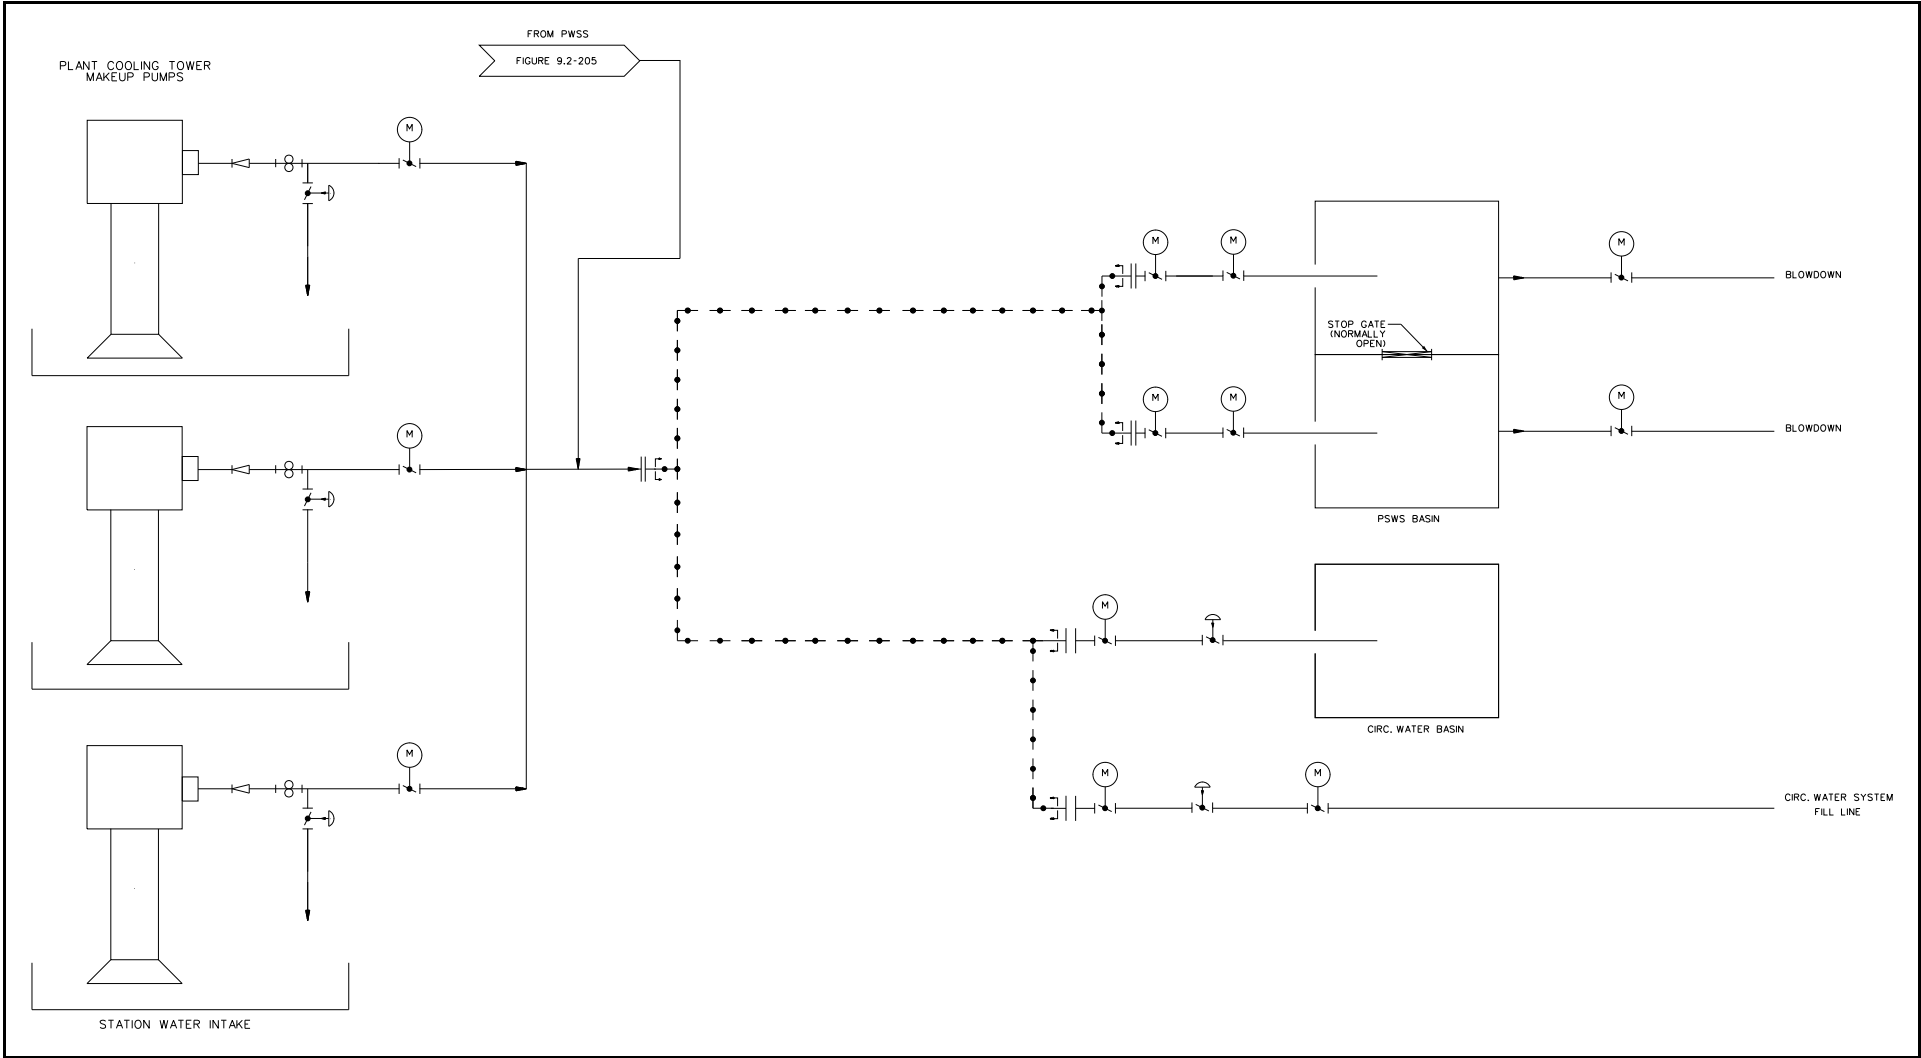 FROM PWSS
FIGURE 9.2-205
PLANT COOLING TOWER
MAKEUP PUMPS
M
M
M
M
M
M
BLOWDOWN
STOP GATE
(NORMALLY
OPEN)
M
M
M
BLOWDOWN
M
PSWS BASIN
M
CIRC. WATER BASIN
M
M
M
CIRC. WATER SYSTEM
FILL LINE
STATION WATER INTAKE